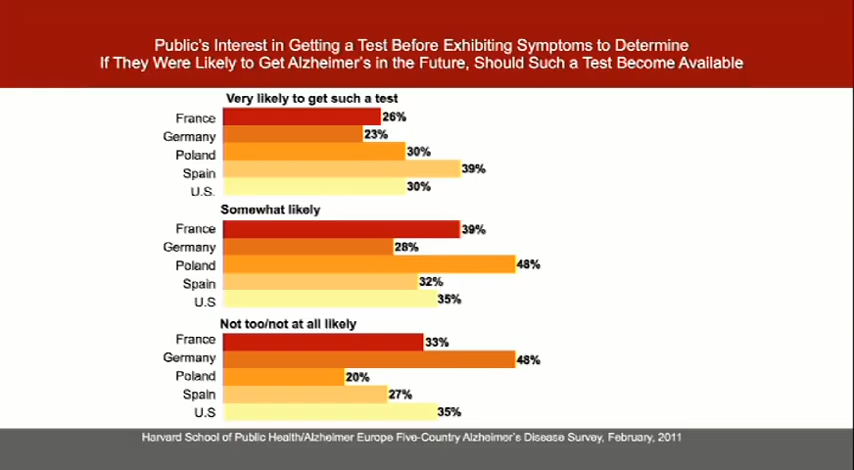 Public's Interest in Getting a Test Before Exhibiting Symptoms to Determine
If They Were Likely to Get Alzheimer's in the Future, Should Such a Test Become Available
Very likely to get such a test
France 26%
Germany 23%
Poland 30%
Spain 39%
U.S. 30%
Somewhat likely
France 39%
Germany 28%
Poland 48%
Spain 32%
U.S 35%
Not too/not at all likely
France 33%
Germany 48%
Poland 20%
Spain 27%
U.S 35%
Harvard School of Public Health/Alzheimer Europe Five-Country Alzheimer's Disease Survey, February, 2011